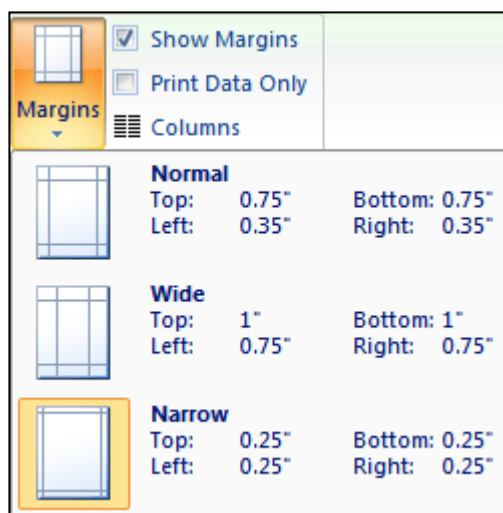 Show Margins
Print Data Only
Margins
Columns
Normal
Top: 0.75" Bottom: 0.75"
Left: 0.35" Right: 0.35"
Wide
Top: 1" Bottom: 1"
Left: 0.75" Right: 0.75"
Narrow
Top: 0.25" Bottom: 0.25"
Left: 0.25" Right: 0.25"